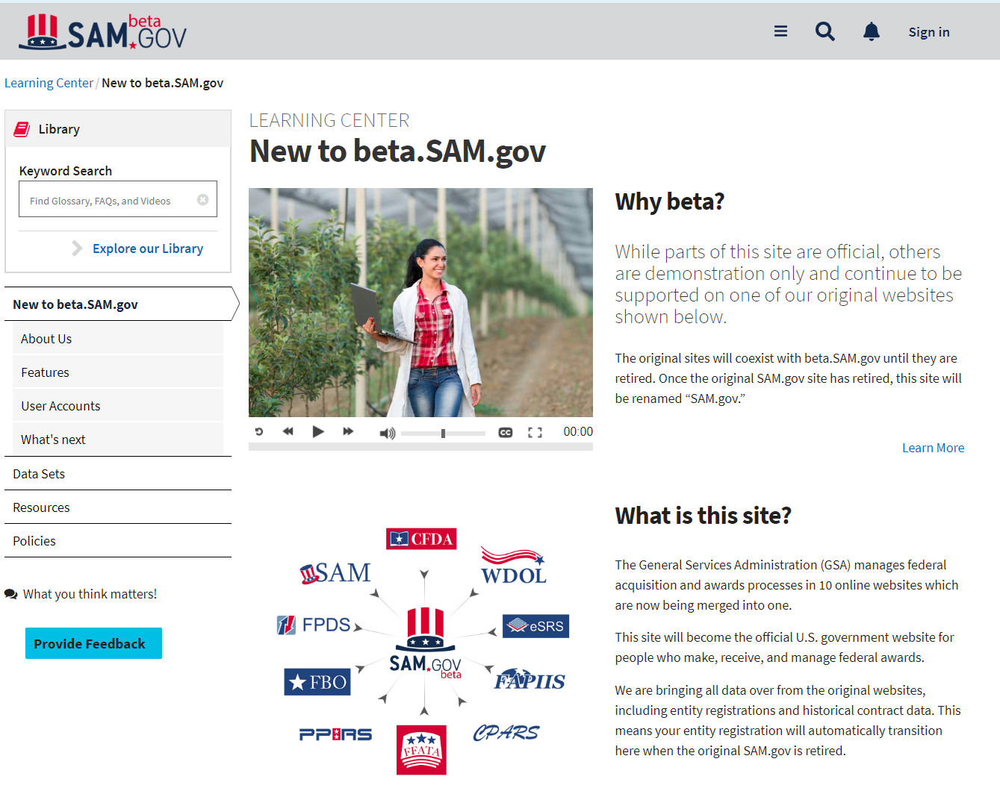 SAM.GOV beta
Sign in
Learning Center / New to beta.SAM.gov
Library
Keyword Search
Find Glossary, FAQs, and Videos
Explore our Library
New to beta.SAM.gov
About Us
Features
User Accounts
What's next
Data Sets
Resources
Policies
What you think matters!
Provide Feedback
LEARNING CENTER
New to beta.SAM.gov
CC
00:00
Why beta?
While parts of this site are official, others
are demonstration only and continue to be
supported on one of our original websites
shown below.
The original sites will coexist with beta.SAM.gov until they are
retired. Once the original SAM.gov site has retired, this site will
be renamed “SAM.gov.”
Learn More
CFDA
SAM
WDOL
FPDS
eSRS
SAM.GOV
beta
FBO
FAPIIS
PPIRS
FFATA
CPARS
What is this site?
The General Services Administration (GSA) manages federal
acquisition and awards processes in 10 online websites which
are now being merged into one.
This site will become the official U.S. government website for
people who make, receive, and manage federal awards.
We are bringing all data over from the original websites,
including entity registrations and historical contract data. This
means your entity registration will automatically transition
here when the original SAM.gov is retired.